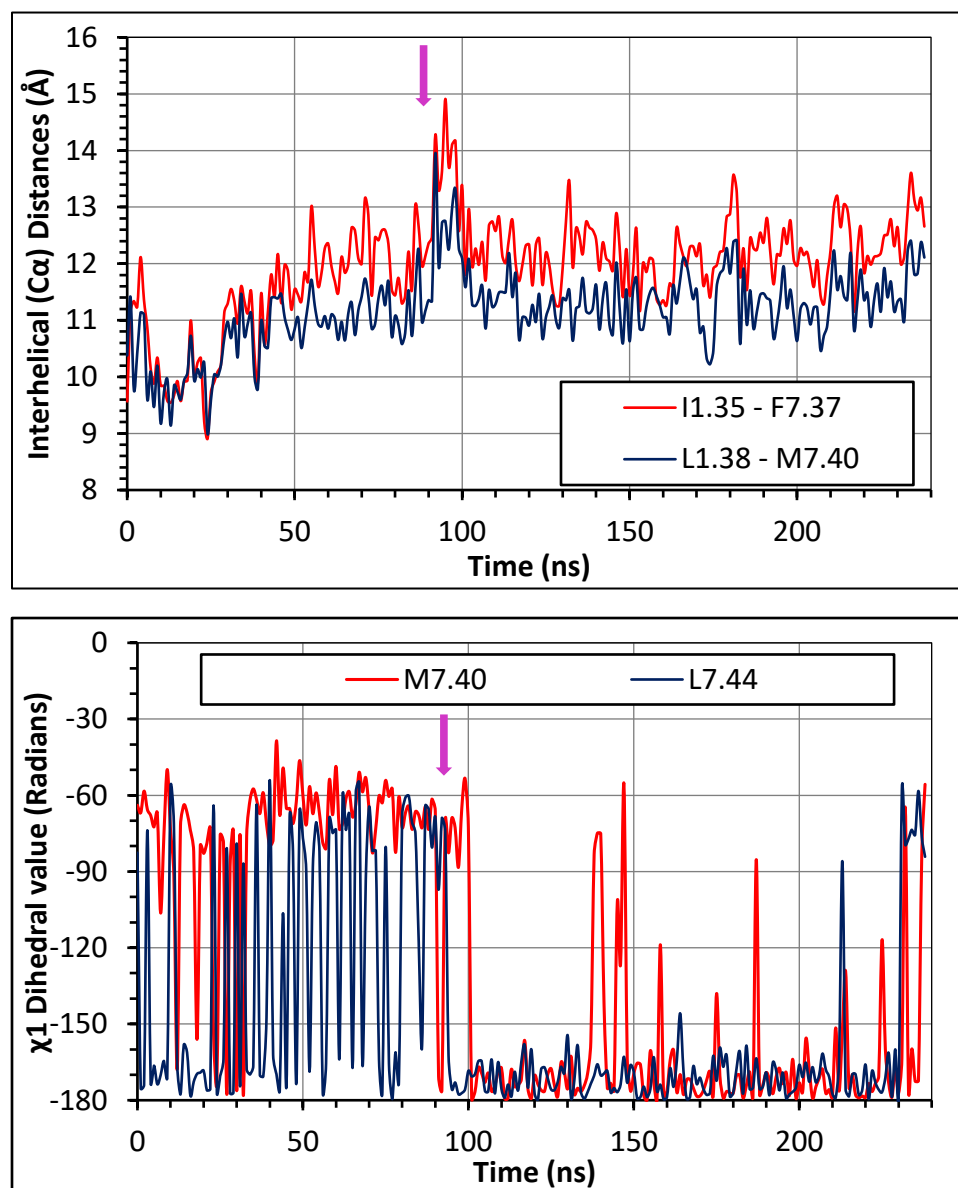 Interhelical (Cα) Distances (Å)
16
15
14
13
12
11
10
9
8
I1.35 - F7.37
L1.38 - M7.40
0 50 100 150 200
Time (ns)
χ1 Dihedral value (Radians)
0
-30
-60
-90
-120
-150
-180
M7.40 L7.44
0 50 100 150 200
Time (ns)